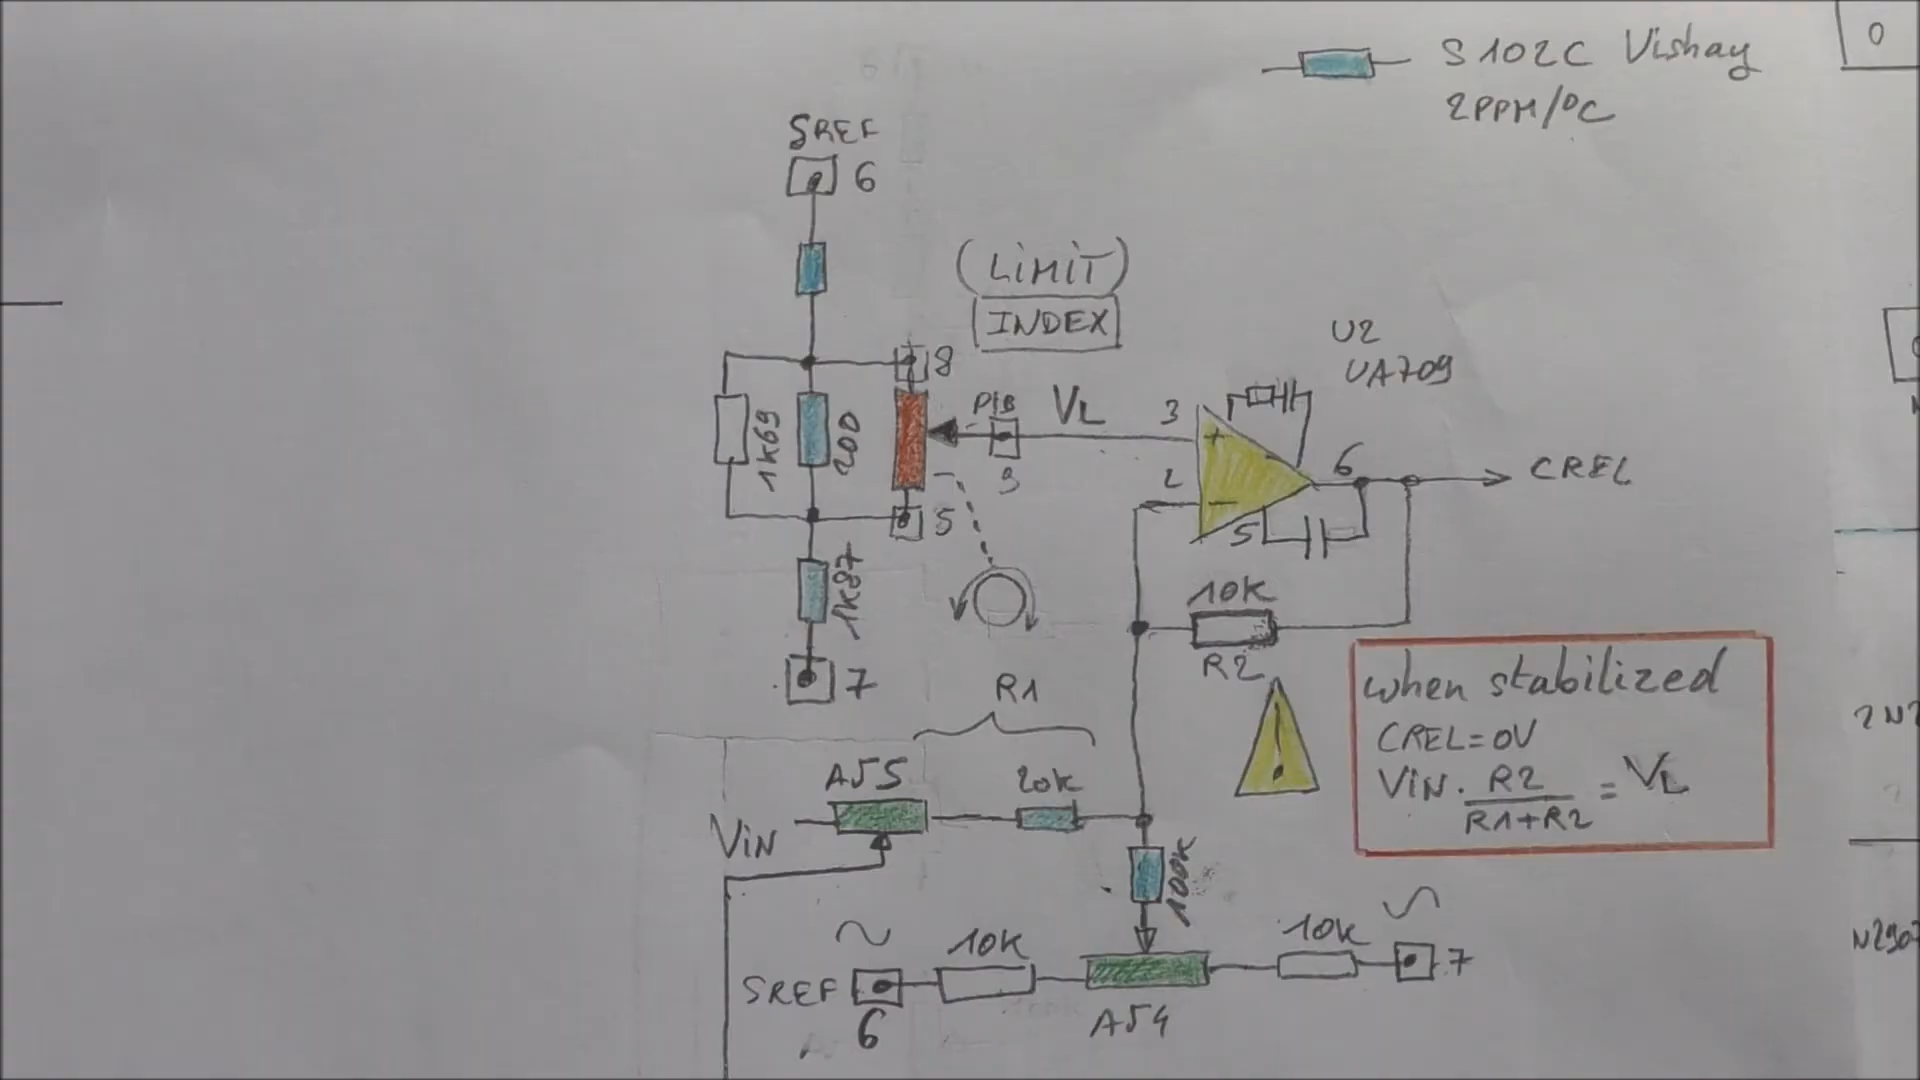 S102C Vishay
2PPM/°C
0
SREF
6
(LiMiT)
INDEX
U2
UA709
8
P/B
VL
3
1k69
200
3
2
+
-
6
CREL
5
5
1k87
10K
R2
7
R1
when stabilized
CREL=0V
ViN. R2 / R1+R2 = VL
AJ5
20K
ViN
100K
10K
10K
SREF
6
7
AJ4